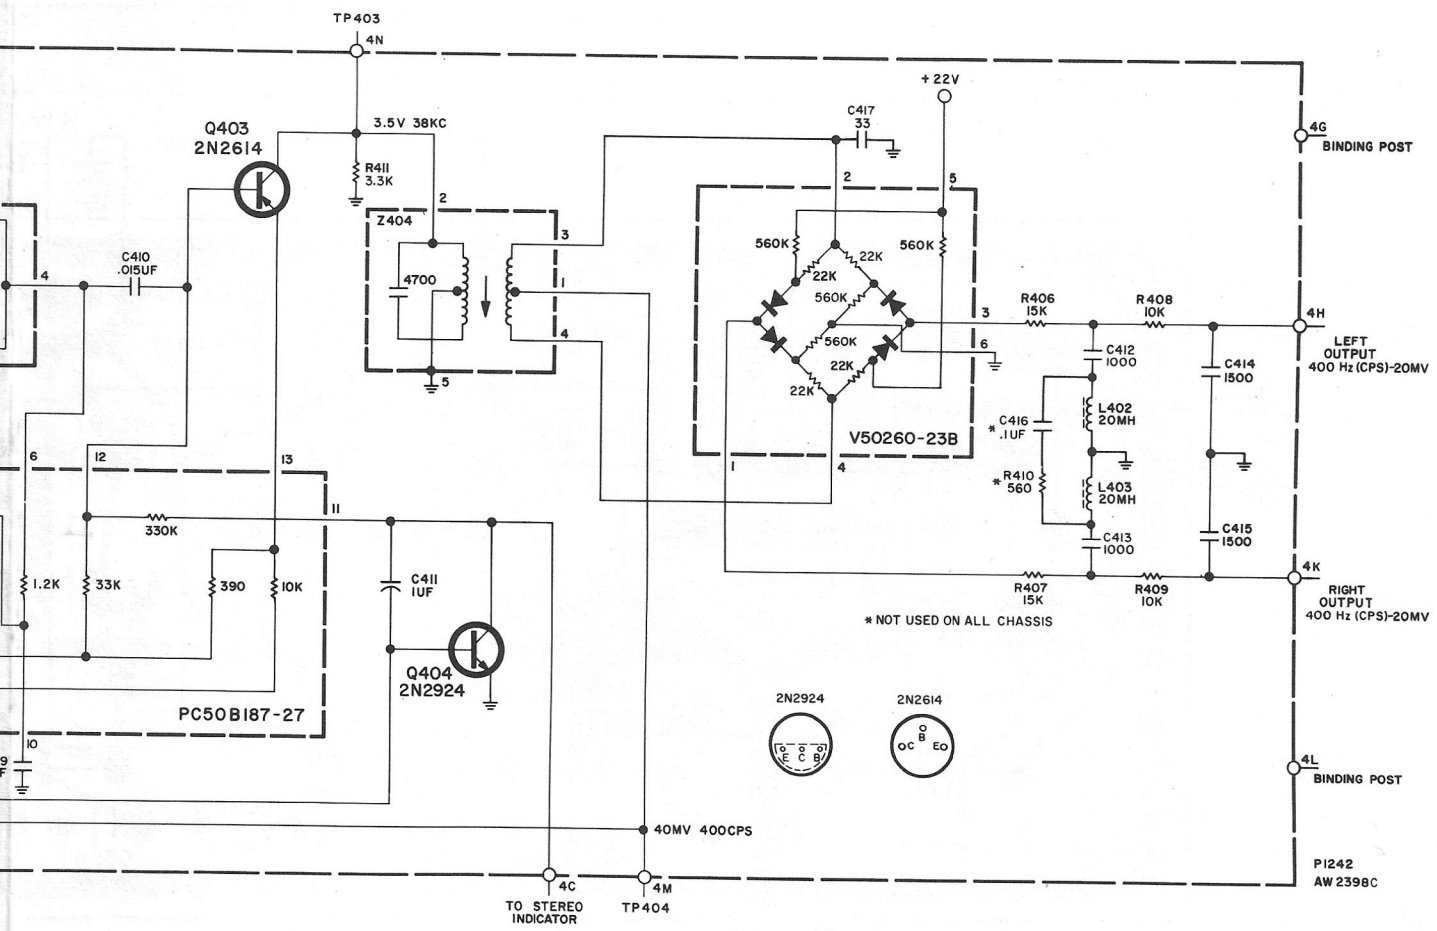 TP403
4N
+ 22V
C417
33
4G
BINDING POST
Q403
2N2614
3.5V 38KC
R411
3.3K
2
5
2
Z404
C410
.015UF
4
4700
3
1
4
5
560K
560K
22K
22K
560K
560K
22K
22K
3
6
R406
15K
R408
10K
4H
LEFT
OUTPUT
400 Hz (CPS)-20MV
C412
1000
C414
1500
L402
20MH
* C416
.1UF
* R410
560
L403
20MH
C413
1000
C415
1500
V50260-23B
1
4
6
12
13
11
330K
1.2K
33K
390
10K
C411
1UF
Q404
2N2924
PC50B187-27
10
9
F
R407
15K
R409
10K
4K
RIGHT
OUTPUT
400 Hz (CPS)-20MV
* NOT USED ON ALL CHASSIS
2N2924
E C B
2N2614
B
C E
4L
BINDING POST
40MV 400CPS
4C
TO STEREO
INDICATOR
4M
TP404
P1242
AW 2398C